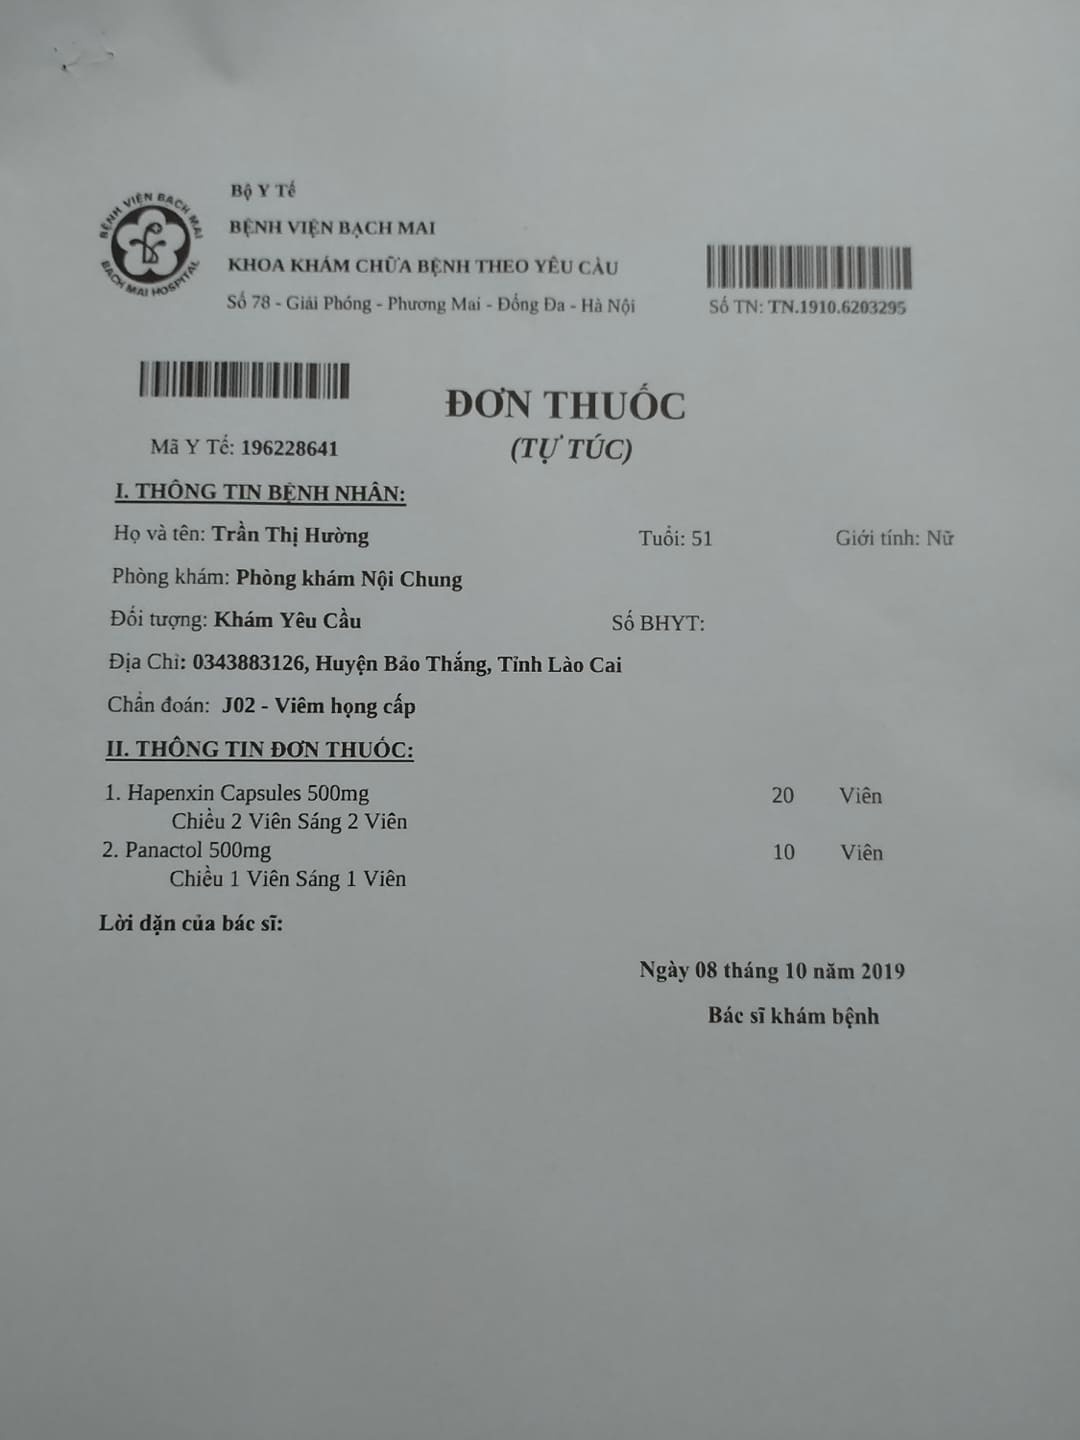 BỆNH VIỆN BẠCH MAI
BACH MAI HOSPITAL
Bộ Y Tế
BỆNH VIỆN BẠCH MAI
KHOA KHÁM CHỮA BỆNH THEO YÊU CẦU
Số 78 - Giải Phóng - Phương Mai - Đống Đa - Hà Nội
Số TN: TN.1910.6203295
ĐƠN THUỐC
Mã Y Tế: 196228641
(TỰ TÚC)
I. THÔNG TIN BỆNH NHÂN:
Họ và tên: Trần Thị Hường Tuổi: 51 Giới tính: Nữ
Phòng khám: Phòng khám Nội Chung
Đối tượng: Khám Yêu Cầu Số BHYT:
Địa Chỉ: 0343883126, Huyện Bảo Thắng, Tỉnh Lào Cai
Chẩn đoán: J02 - Viêm họng cấp
II. THÔNG TIN ĐƠN THUỐC:
1. Hapenxin Capsules 500mg 20 Viên
Chiều 2 Viên Sáng 2 Viên
2. Panactol 500mg 10 Viên
Chiều 1 Viên Sáng 1 Viên
Lời dặn của bác sĩ:
Ngày 08 tháng 10 năm 2019
Bác sĩ khám bệnh